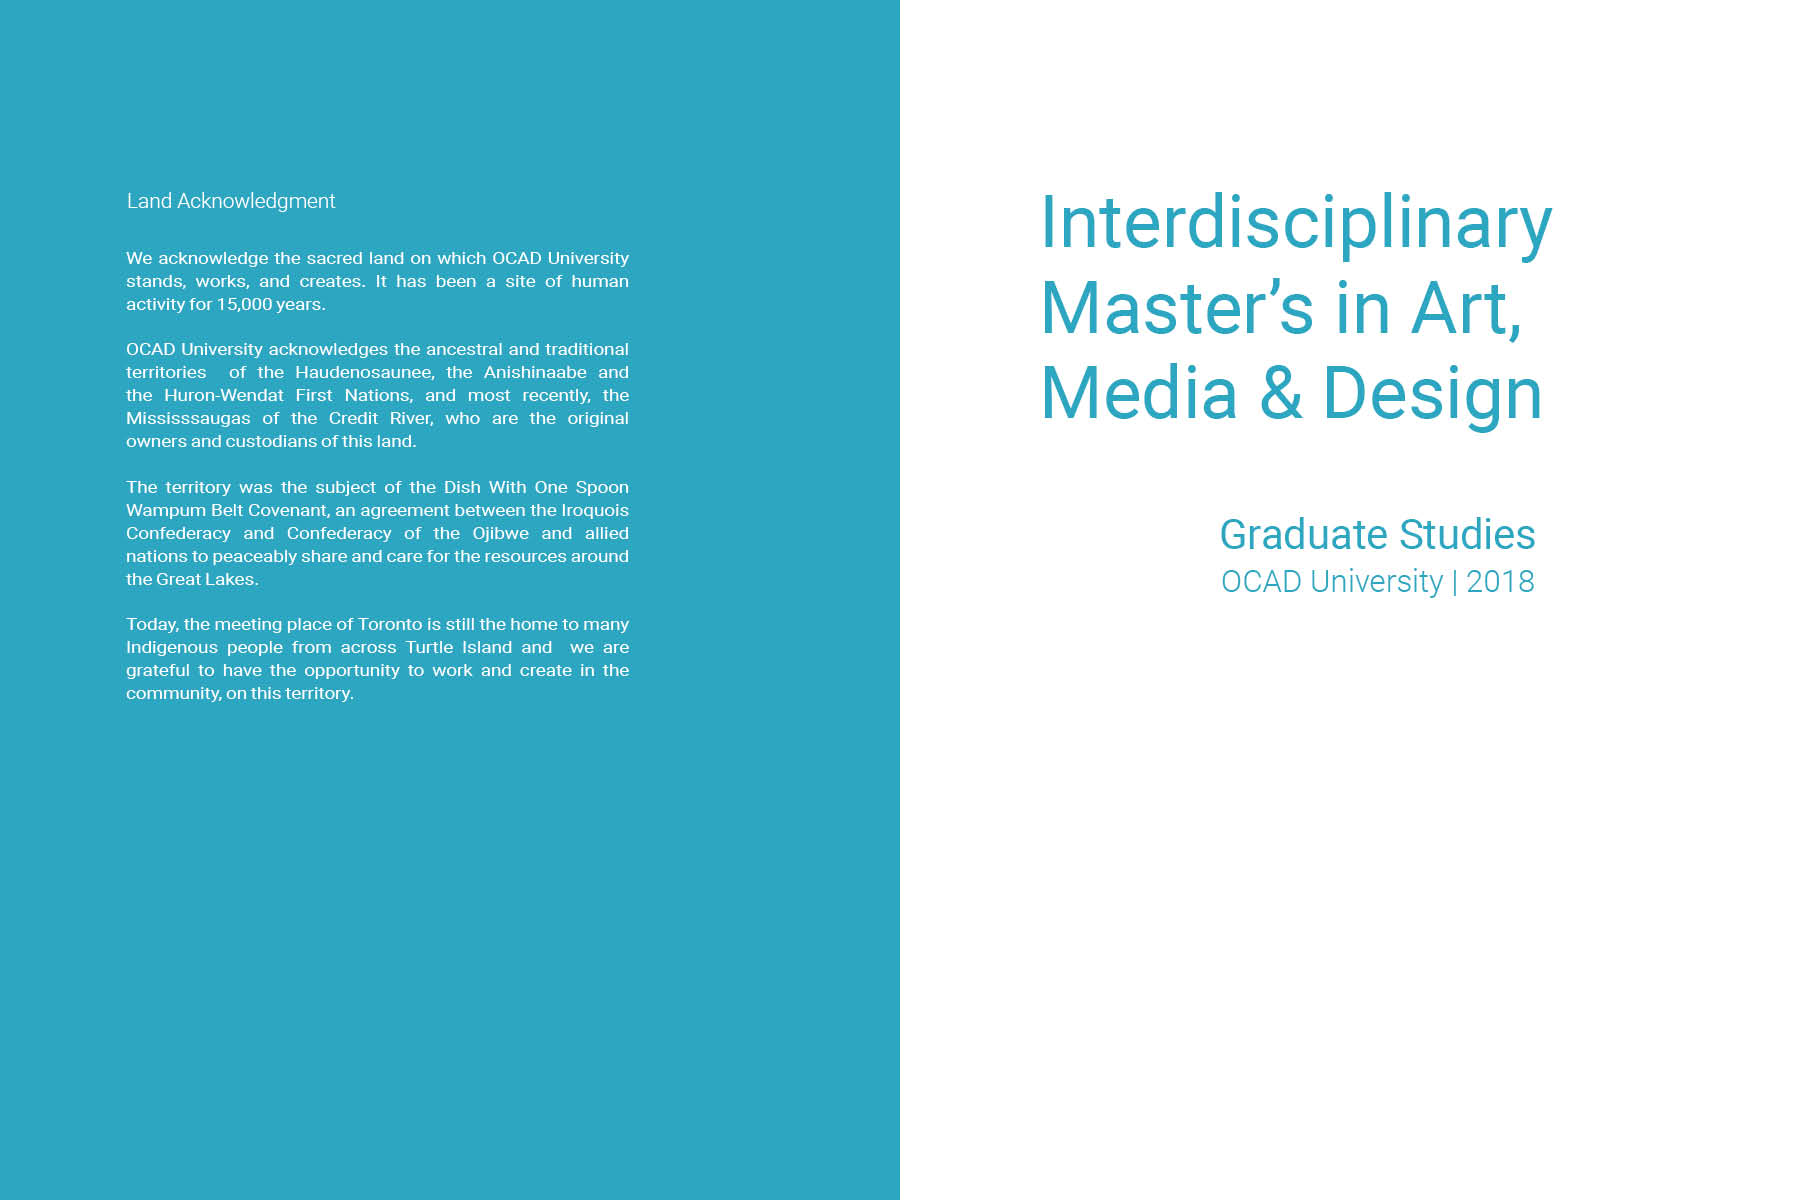 Land Acknowledgment
We acknowledge the sacred land on which OCAD University
stands, works, and creates. It has been a site of human
activity for 15,000 years.
OCAD University acknowledges the ancestral and traditional
territories of the Haudenosaunee, the Anishinaabe and
the Huron-Wendat First Nations, and most recently, the
Mississsaugas of the Credit River, who are the original
owners and custodians of this land.
The territory was the subject of the Dish With One Spoon
Wampum Belt Covenant, an agreement between the Iroquois
Confederacy and Confederacy of the Ojibwe and allied
nations to peaceably share and care for the resources around
the Great Lakes.
Today, the meeting place of Toronto is still the home to many
Indigenous people from across Turtle Island and we are
grateful to have the opportunity to work and create in the
community, on this territory.
Interdisciplinary
Master’s in Art,
Media & Design
Graduate Studies
OCAD University | 2018